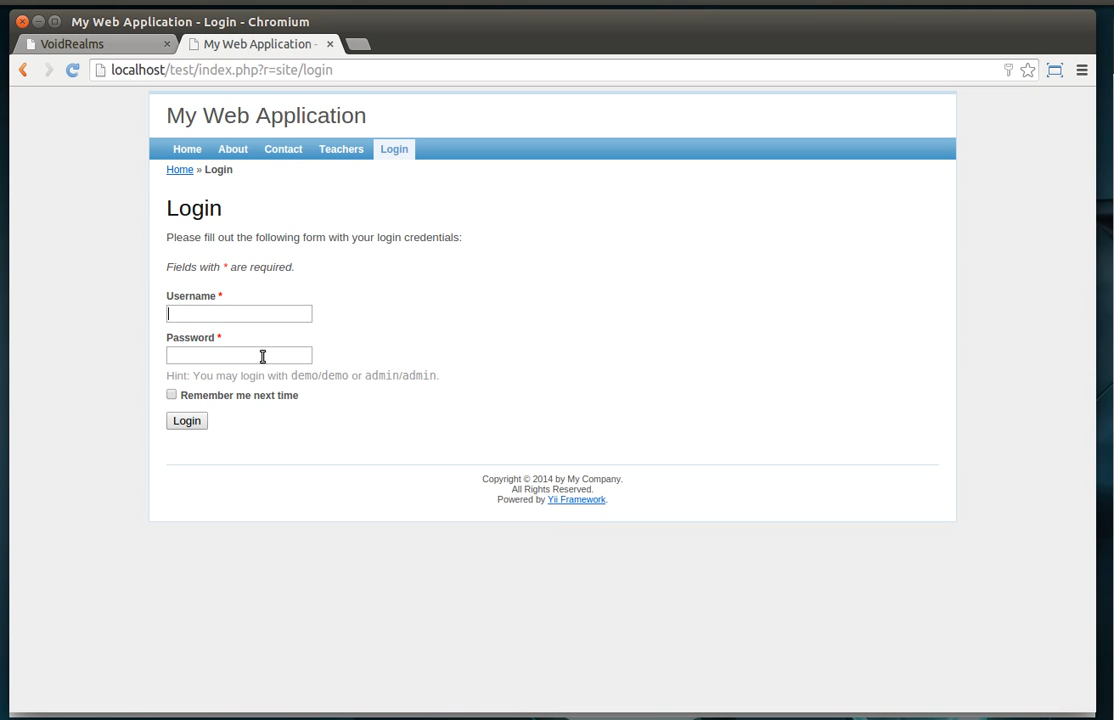 My Web Application - Login - Chromium
VoidRealms
My Web Application -
localhost/test/index.php?r=site/login
My Web Application
Home About Contact Teachers Login
Home » Login
Login
Please fill out the following form with your login credentials:
Fields with * are required.
Username *
Password *
Hint: You may login with demo/demo or admin/admin.
Remember me next time
Login
Copyright © 2014 by My Company.
All Rights Reserved.
Powered by Yii Framework.